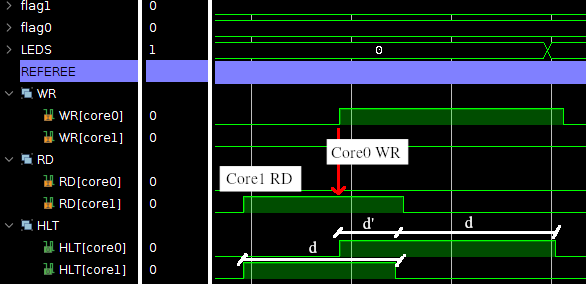 flag1 0
flag0 0
LEDS 1 0
REFEREE
WR
WR[core0] 0
WR[core1] 0
Core0 WR
RD
RD[core0] 0
Core1 RD
RD[core1] 0
HLT
d' d
HLT[core0] 0
d
HLT[core1] 0